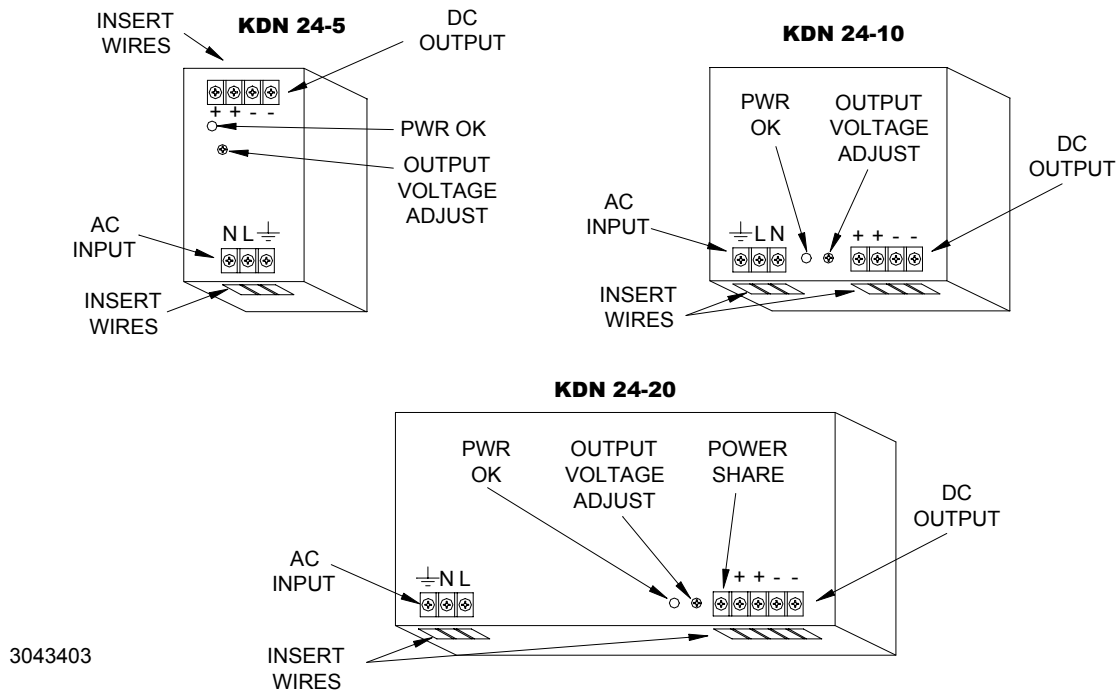 INSERT
WIRES
KDN 24-5
DC
OUTPUT
+ + - -
PWR OK
OUTPUT
VOLTAGE
ADJUST
AC
INPUT
N L ⏚
INSERT
WIRES
KDN 24-10
PWR
OK
OUTPUT
VOLTAGE
ADJUST
DC
OUTPUT
AC
INPUT
⏚ L N
+ + - -
INSERT
WIRES
KDN 24-20
PWR
OK
OUTPUT
VOLTAGE
ADJUST
POWER
SHARE
DC
OUTPUT
AC
INPUT
⏚ N L
+ + - -
INSERT
WIRES
3043403